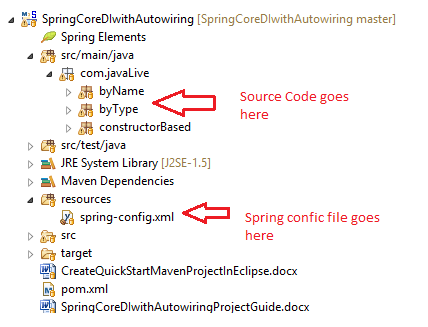 SpringCoreDIwithAutowiring [SpringCoreDIwithAutowiring master]
Spring Elements
src/main/java
com.javaLive
byName
byType
constructorBased
Source Code goes
here
src/test/java
JRE System Library [J2SE-1.5]
Maven Dependencies
resources
spring-config.xml
Spring confic file goes
here
src
target
CreateQuickStartMavenProjectInEclipse.docx
pom.xml
SpringCoreDIwithAutowiringProjectGuide.docx